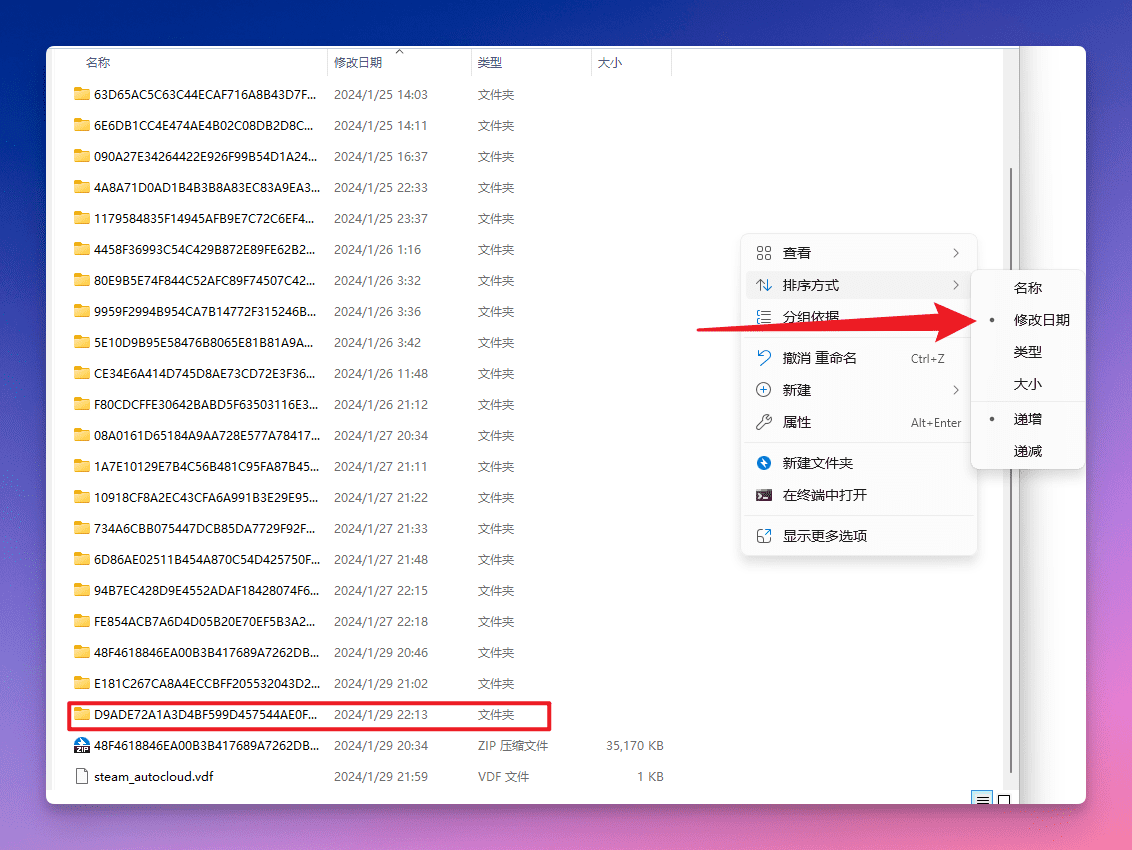 名称 修改日期 类型 大小
63D65AC5C63C44ECAF716A8B43D7F... 2024/1/25 14:03 文件夹
6E6DB1CC4E474AE4B02C08DB2D8C... 2024/1/25 14:11 文件夹
090A27E34264422E926F99B54D1A24... 2024/1/25 16:37 文件夹
4A8A71D0AD1B4B3B8A83EC83A9EA3... 2024/1/25 22:33 文件夹
1179584835F14945AFB9E7C72C6EF4... 2024/1/25 23:37 文件夹
4458F36993C54C429B872E89FE62B2... 2024/1/26 1:16 文件夹
80E9B5E74F844C52AFC89F74507C42... 2024/1/26 3:32 文件夹
9959F2994B954CA7B14772F315246B... 2024/1/26 3:36 文件夹
5E10D9B95E58476B8065E81B81A9A... 2024/1/26 3:42 文件夹
CE34E6A414D745D8AE73CD72E3F36... 2024/1/26 11:48 文件夹
F80CDCFFE30642BABD5F63503116E3... 2024/1/26 21:12 文件夹
08A0161D65184A9AA728E577A78417... 2024/1/27 20:34 文件夹
1A7E10129E7B4C56B481C95FA87B45... 2024/1/27 21:11 文件夹
10918CF8A2EC43CFA6A991B3E29E95... 2024/1/27 21:22 文件夹
734A6CBB075447DCB85DA7729F92F... 2024/1/27 21:33 文件夹
6D86AE02511B454A870C54D425750F... 2024/1/27 21:48 文件夹
94B7EC428D9E4552ADAF18428074F6... 2024/1/27 22:15 文件夹
FE854ACB7A6D4D05B20E70EF5B3A2... 2024/1/27 22:18 文件夹
48F4618846EA00B3B417689A7262DB... 2024/1/29 20:46 文件夹
E181C267CA8A4ECCBFF205532043D2... 2024/1/29 21:02 文件夹
D9ADE72A1A3D4BF599D457544AE0F... 2024/1/29 22:13 文件夹
48F4618846EA00B3B417689A7262DB... 2024/1/29 20:34 ZIP 压缩文件 35,170 KB
steam_autocloud.vdf 2024/1/29 21:59 VDF 文件 1 KB
查看
排序方式
分组依据
撤消 重命名 Ctrl+Z
新建
属性 Alt+Enter
新建文件夹
在终端中打开
显示更多选项
名称
修改日期
类型
大小
递增
递减
ZIP